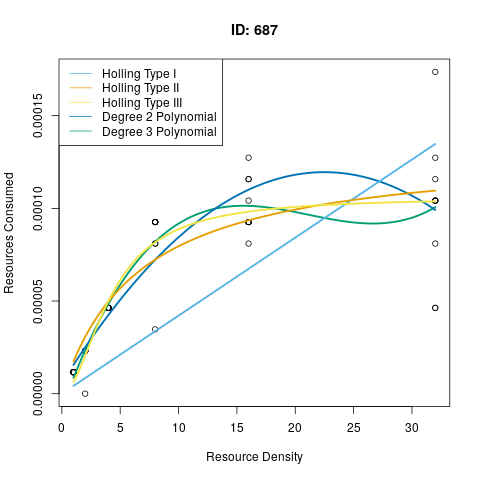 ID: 687
Holling Type I
Holling Type II
Holling Type III
Degree 2 Polynomial
Degree 3 Polynomial
Resources Consumed
0.00015
0.00010
0.00005
0.00000
0 5 10 15 20 25 30
Resource Density